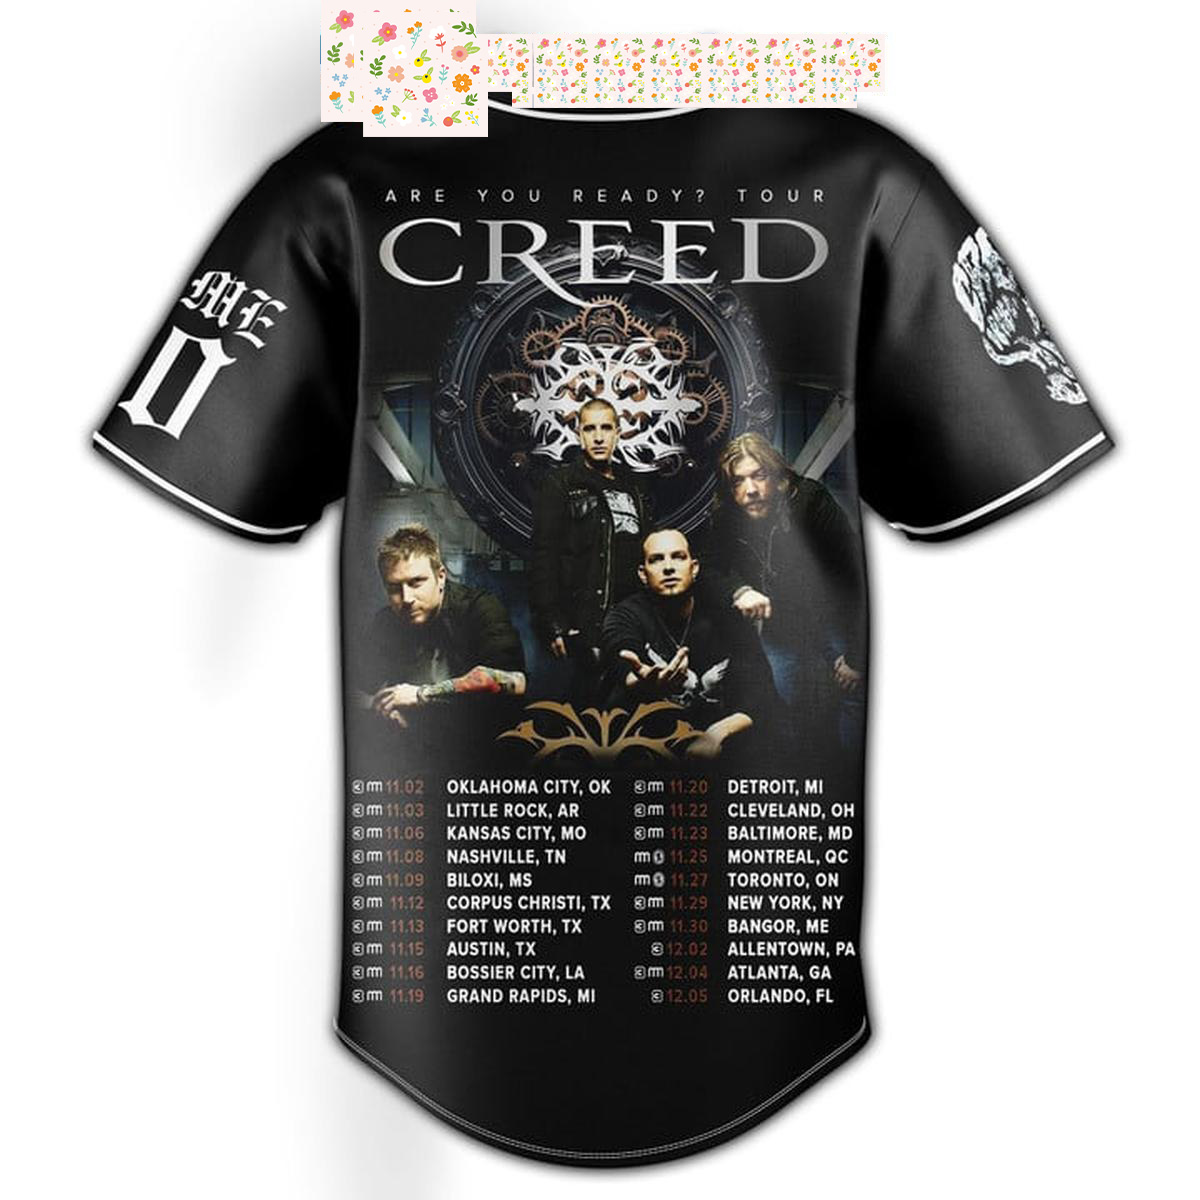 ARE YOU READY? TOUR
CREED
ME
0
11.02 OKLAHOMA CITY, OK
11.03 LITTLE ROCK, AR
11.06 KANSAS CITY, MO
11.08 NASHVILLE, TN
11.09 BILOXI, MS
11.12 CORPUS CHRISTI, TX
11.13 FORT WORTH, TX
11.15 AUSTIN, TX
11.16 BOSSIER CITY, LA
11.19 GRAND RAPIDS, MI
11.20 DETROIT, MI
11.22 CLEVELAND, OH
11.23 BALTIMORE, MD
11.25 MONTREAL, QC
11.27 TORONTO, ON
11.29 NEW YORK, NY
11.30 BANGOR, ME
12.02 ALLENTOWN, PA
12.04 ATLANTA, GA
12.05 ORLANDO, FL